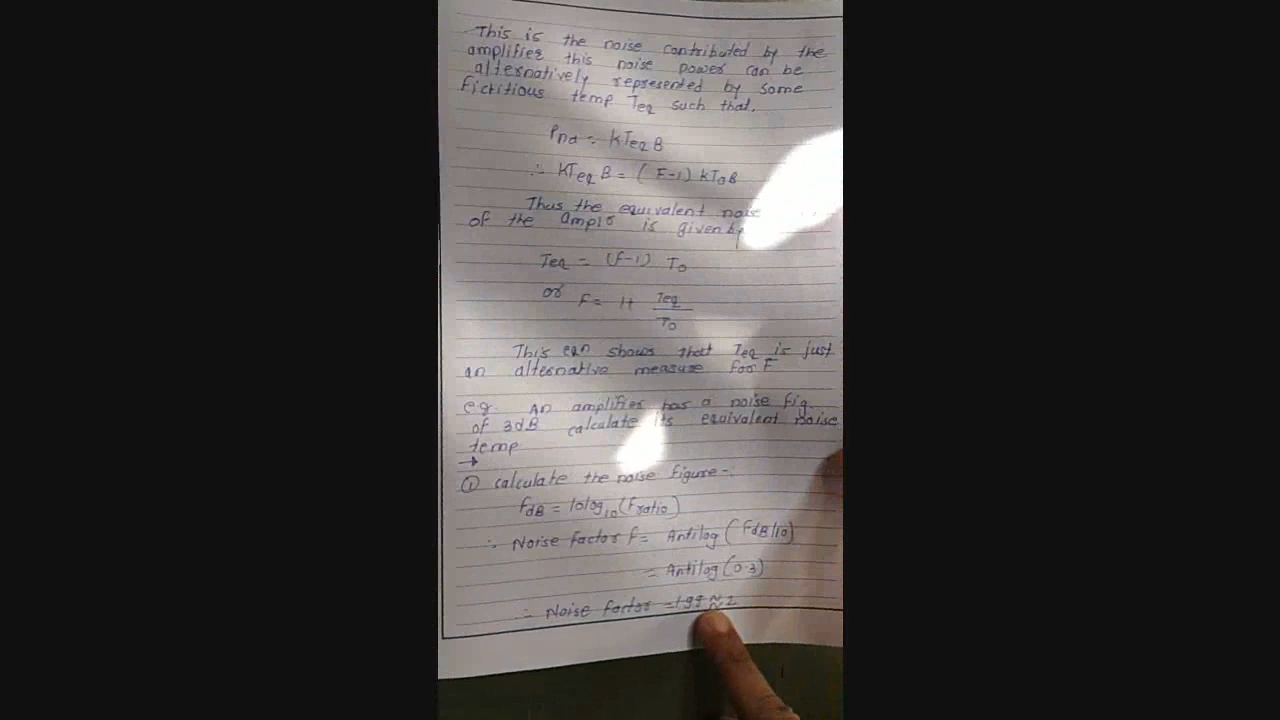 This is the noise contributed by the
amplifier this noise power can be
alternatively represented by some
fictitious temp Teq such that.
Pna = KTeq B
∴ KTeq B = (F-1) KT0B
Thus the equivalent noise
of the amplr is given by
Teq = (F-1) T0
or F = 1+ Teq
T0
This eqn shows that Teq is just
an alternative measure for F
e.g. An amplifier has a noise fig.
of 3dB calculate its equivalent noise
temp
→
① calculate the noise figure -
FdB = 10log10 (Fratio)
∴ Noise factor F = Antilog (FdB/10)
= Antilog (0.3)
∴ Noise factor = 1.99 ≈ 2